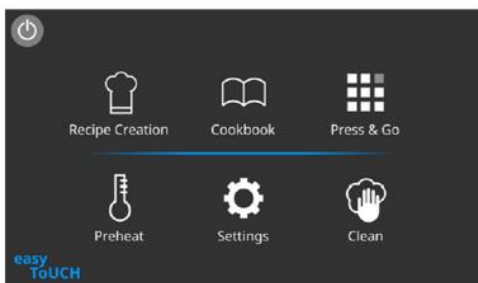 Recipe Creation
Cookbook
Press & Go
Preheat
Settings
Clean
easy
ToUCH